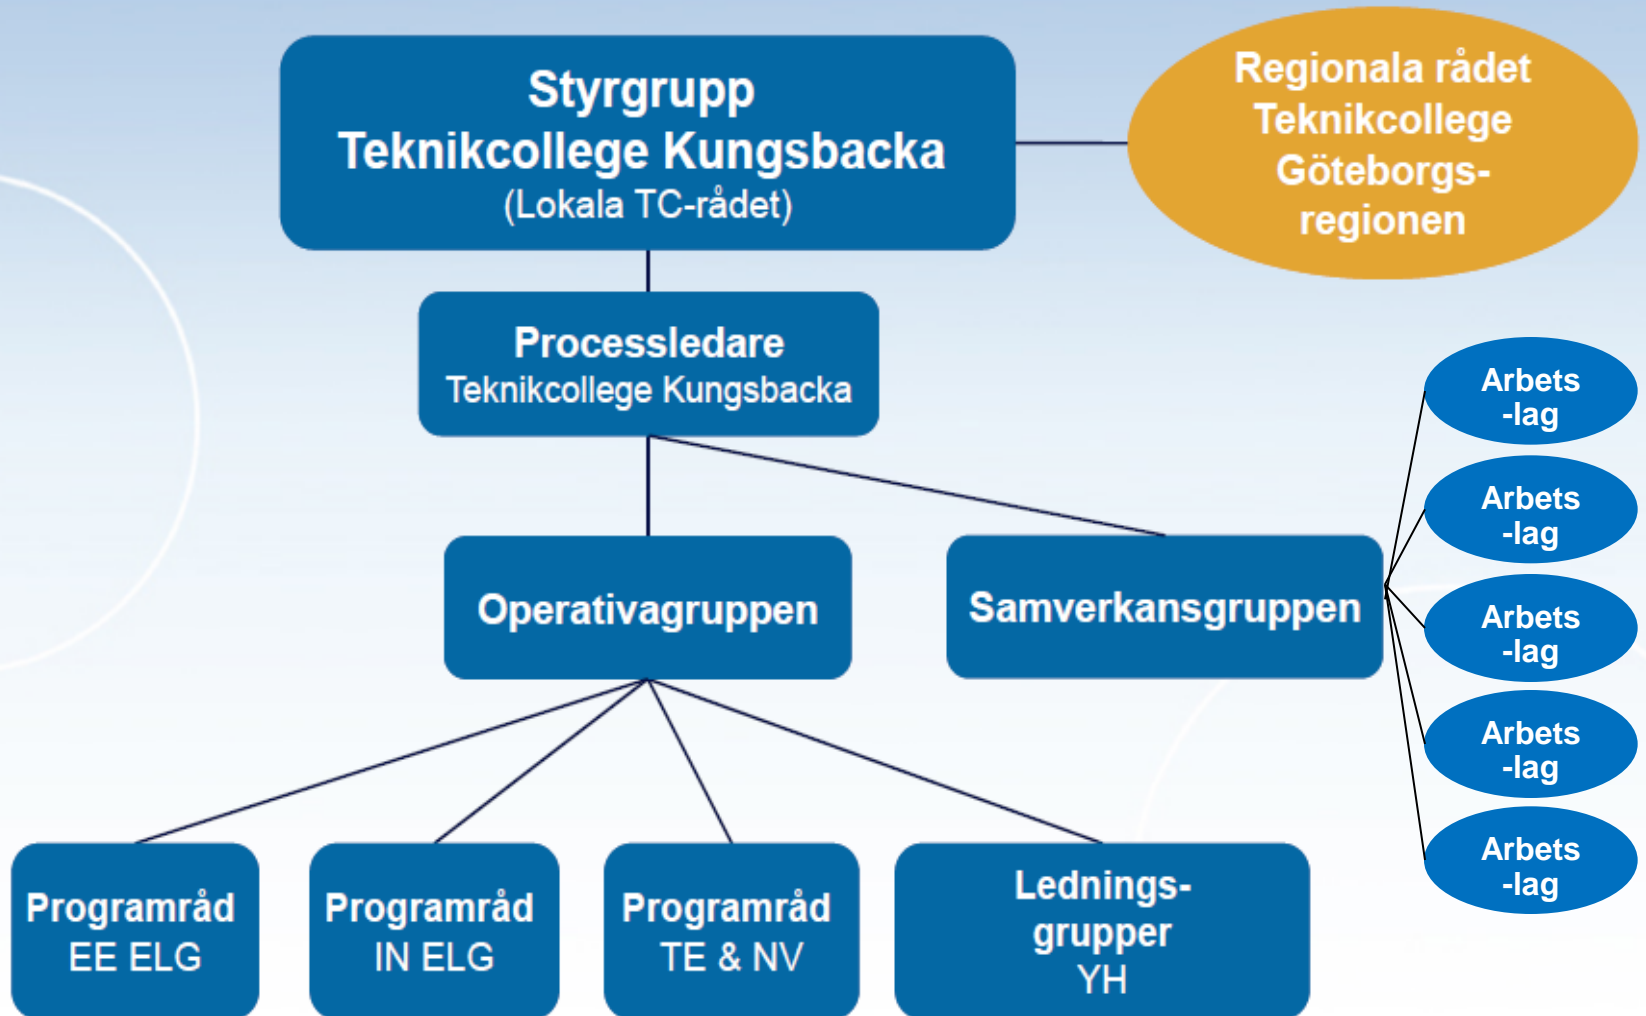 Styrgrupp
Teknikcollege Kungsbacka
(Lokala TC-rådet)
Regionala rådet
Teknikcollege
Göteborgs-
regionen
Processledare
Teknikcollege Kungsbacka
Operativagruppen
Samverkansgruppen
Arbets
-lag
Arbets
-lag
Arbets
-lag
Arbets
-lag
Arbets
-lag
Programråd
EE ELG
Programråd
IN ELG
Programråd
TE & NV
Lednings-
grupper
YH